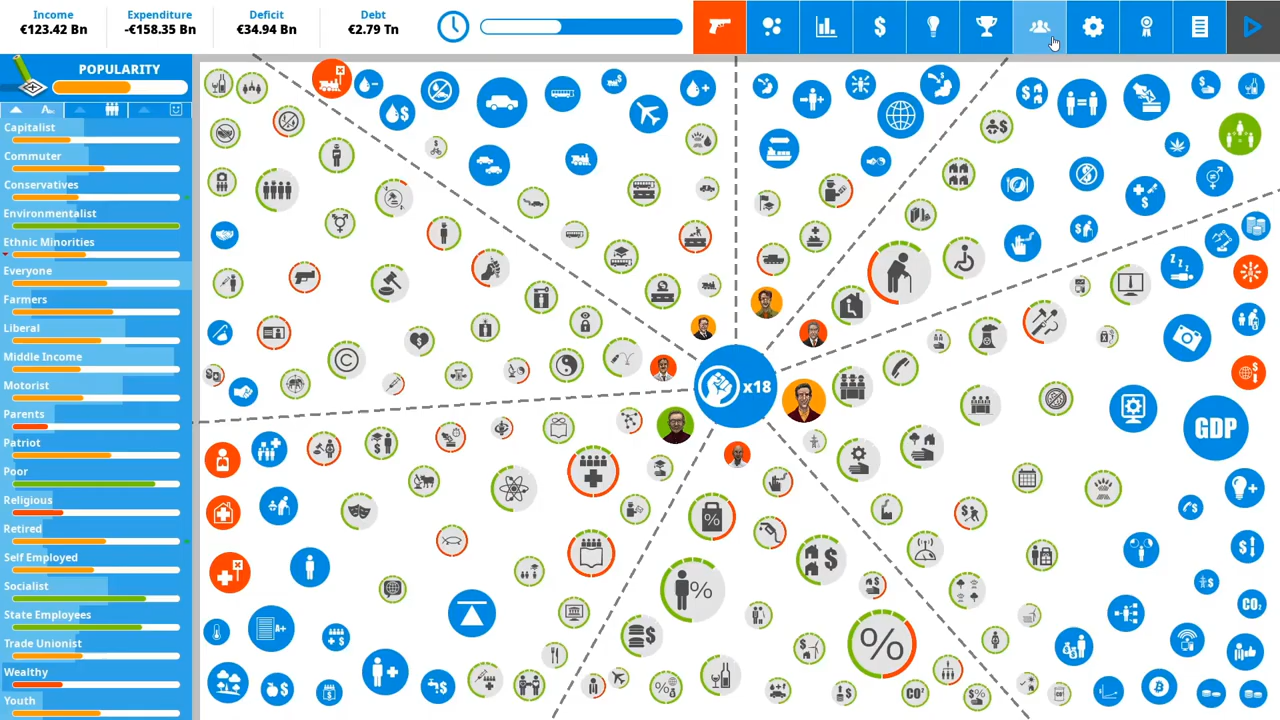 Income
€123.42 Bn
Expenditure
-€158.35 Bn
Deficit
€34.94 Bn
Debt
€2.79 Tn
POPULARITY
Capitalist
Commuter
Conservatives
Environmentalist
Ethnic Minorities
Everyone
Farmers
Liberal
Middle Income
Motorist
Parents
Patriot
Poor
Religious
Retired
Self Employed
Socialist
State Employees
Trade Unionist
Wealthy
Youth
x18
GDP
CO²
CO²
A+